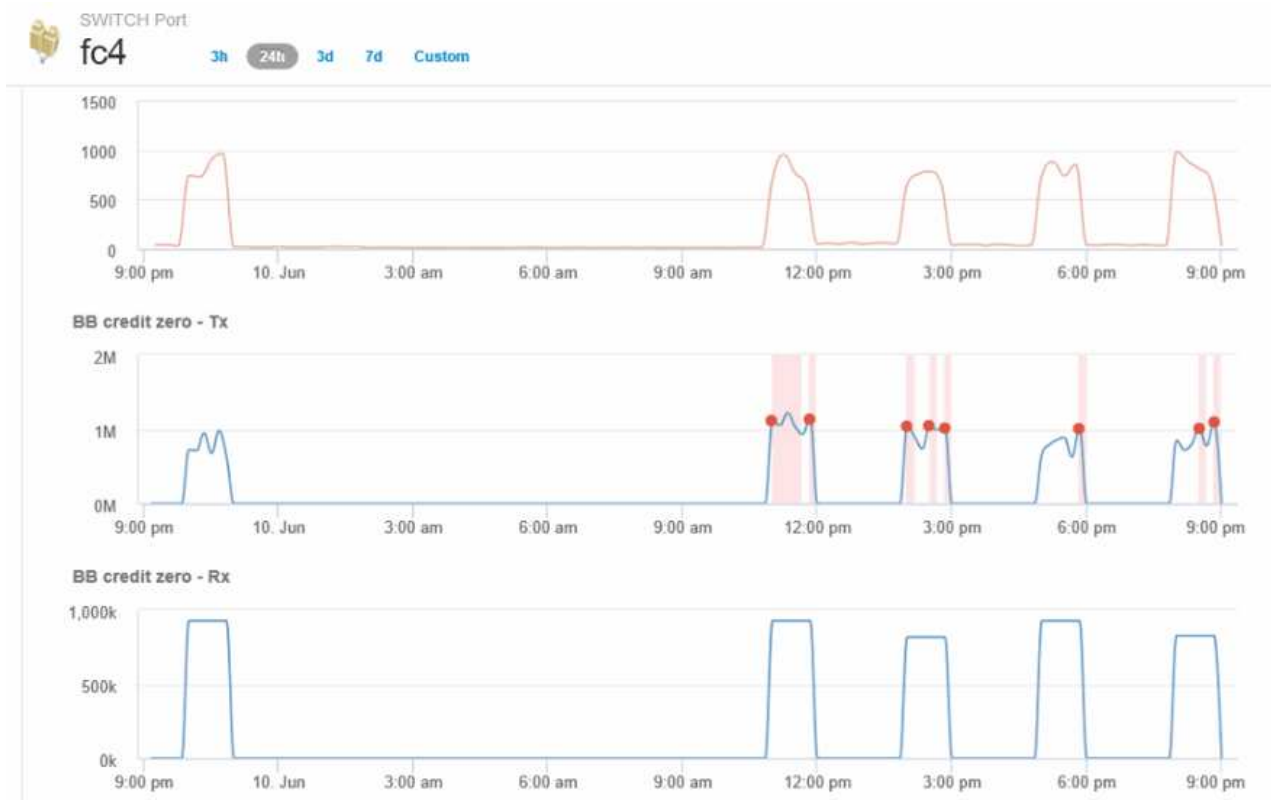 SWITCH Port
fc4
3h 24h 3d 7d Custom
1500
1000
500
0
9:00 pm 10. Jun 3:00 am 6:00 am 9:00 am 12:00 pm 3:00 pm 6:00 pm 9:00 pm
BB credit zero - Tx
2M
1M
0M
9:00 pm 10. Jun 3:00 am 6:00 am 9:00 am 12:00 pm 3:00 pm 6:00 pm 9:00 pm
BB credit zero - Rx
1,000k
500k
0k
9:00 pm 10. Jun 3:00 am 6:00 am 9:00 am 12:00 pm 3:00 pm 6:00 pm 9:00 pm